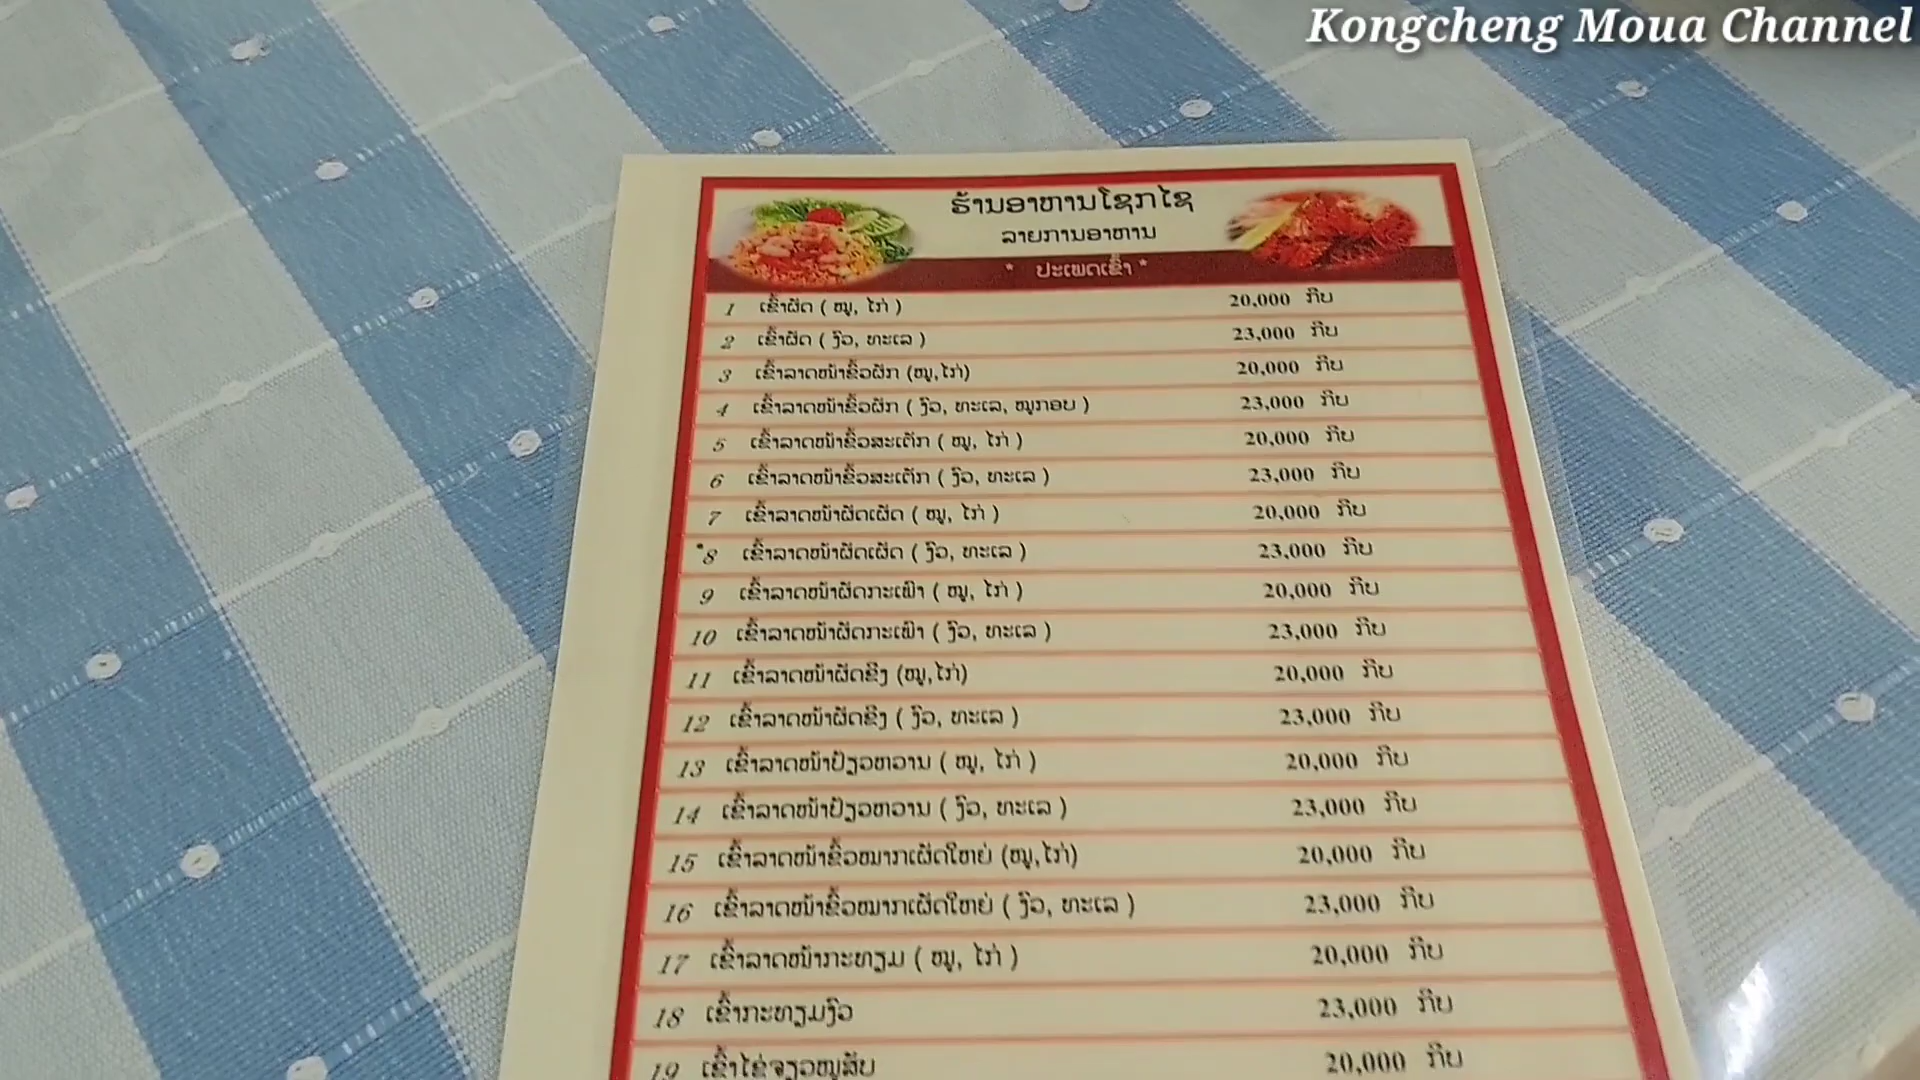 Kongcheng Moua Channel
ຮ້ານອາຫານໂຊກໄຊ
ລາຍການອາຫານ
* ປະເພດເຂົ້າ *
1 ເຂົ້າຜັດ ( ໝູ, ໄກ່ ) 20,000 ກີບ
2 ເຂົ້າຜັດ ( ງົວ, ທະເລ ) 23,000 ກີບ
3 ເຂົ້າລາດໜ້າຂົ້ວຜັກ (ໝູ,ໄກ່) 20,000 ກີບ
4 ເຂົ້າລາດໜ້າຂົ້ວຜັກ ( ງົວ, ທະເລ, ໝູກອບ ) 23,000 ກີບ
5 ເຂົ້າລາດໜ້າຂົ້ວສະເຕັກ ( ໝູ, ໄກ່ ) 20,000 ກີບ
6 ເຂົ້າລາດໜ້າຂົ້ວສະເຕັກ ( ງົວ, ທະເລ ) 23,000 ກີບ
7 ເຂົ້າລາດໜ້າຜັດເຜັດ ( ໝູ, ໄກ່ ) 20,000 ກີບ
8 ເຂົ້າລາດໜ້າຜັດເຜັດ ( ງົວ, ທະເລ ) 23,000 ກີບ
9 ເຂົ້າລາດໜ້າຜັດກະເພົາ ( ໝູ, ໄກ່ ) 20,000 ກີບ
10 ເຂົ້າລາດໜ້າຜັດກະເພົາ ( ງົວ, ທະເລ ) 23,000 ກີບ
11 ເຂົ້າລາດໜ້າຜັດຂີງ (ໝູ,ໄກ່) 20,000 ກີບ
12 ເຂົ້າລາດໜ້າຜັດຂີງ ( ງົວ, ທະເລ ) 23,000 ກີບ
13 ເຂົ້າລາດໜ້າປ້ຽວຫວານ ( ໝູ, ໄກ່ ) 20,000 ກີບ
14 ເຂົ້າລາດໜ້າປ້ຽວຫວານ ( ງົວ, ທະເລ ) 23,000 ກີບ
15 ເຂົ້າລາດໜ້າຂົ້ວໝາກເຜັດໃຫຍ່ (ໝູ,ໄກ່) 20,000 ກີບ
16 ເຂົ້າລາດໜ້າຂົ້ວໝາກເຜັດໃຫຍ່ ( ງົວ, ທະເລ ) 23,000 ກີບ
17 ເຂົ້າລາດໜ້າກະທຽມ ( ໝູ, ໄກ່ ) 20,000 ກີບ
18 ເຂົ້າກະທຽມງົວ 23,000 ກີບ
19 ເຂົ້າໄຂ່ຈຽວໝູສັບ 20,000 ກີບ